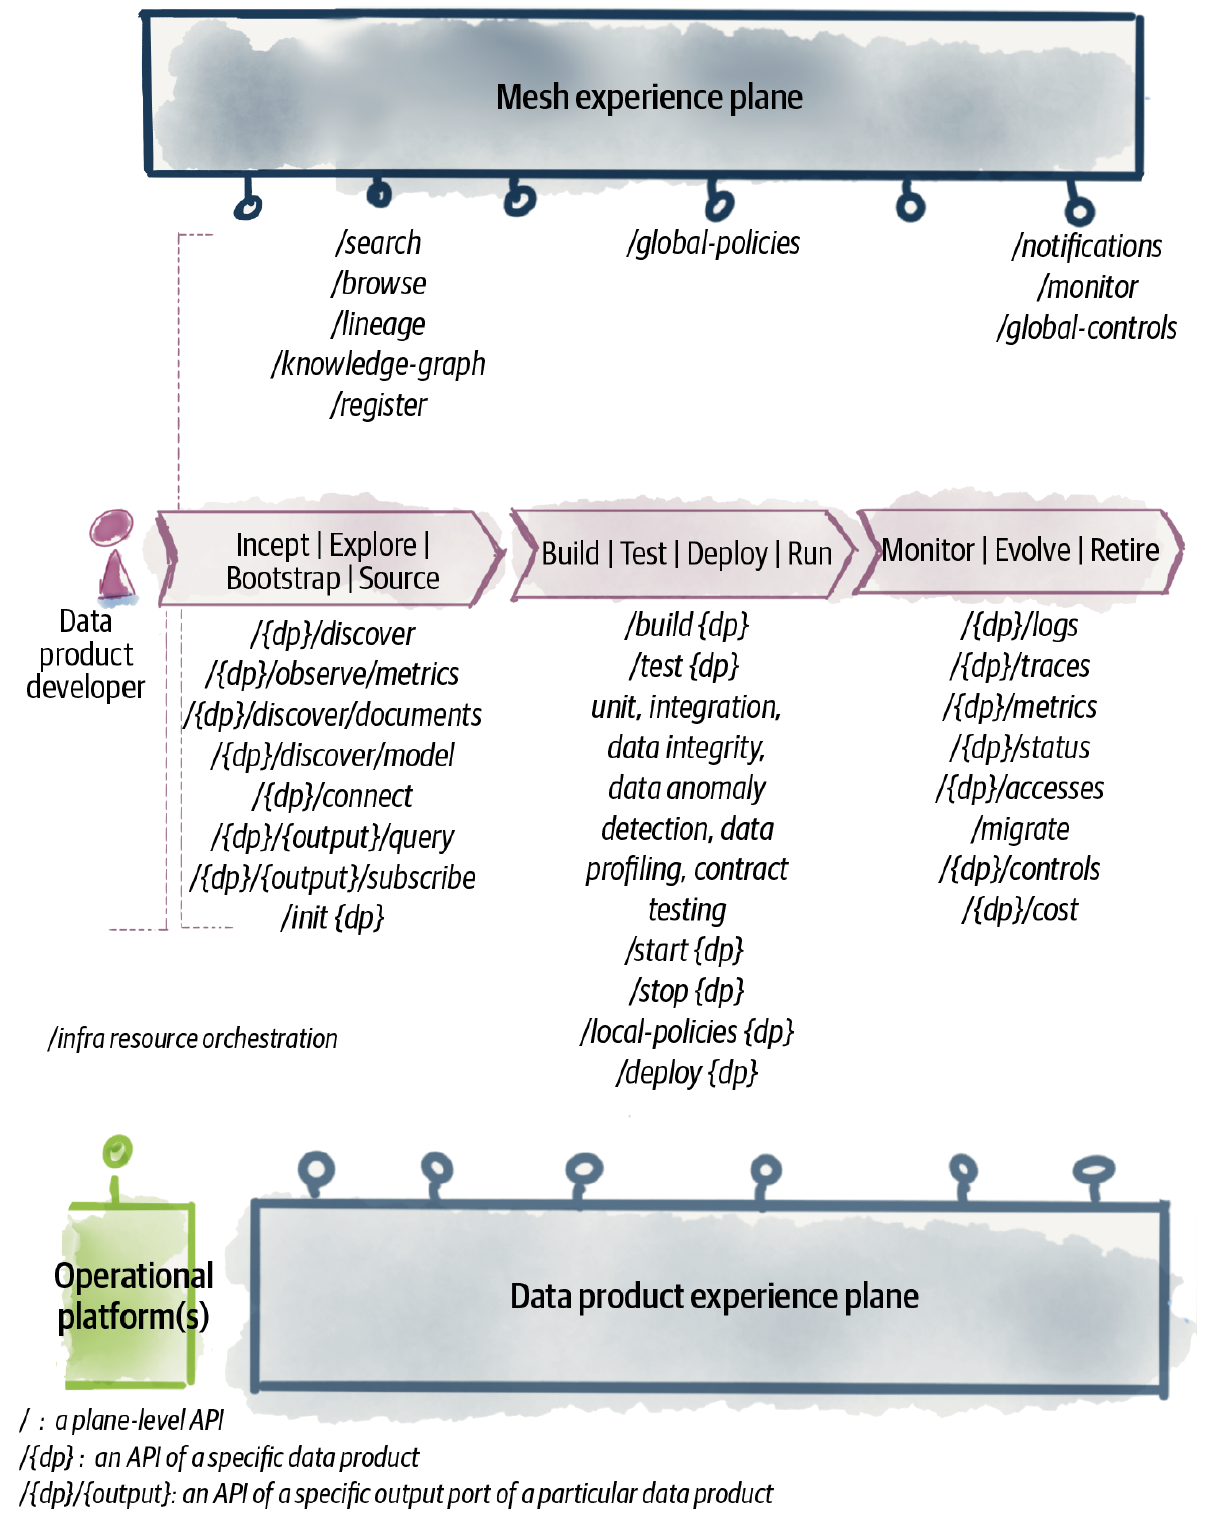 Mesh experience plane
/search
/browse
/lineage
/knowledge-graph
/register
/global-policies
/notifications
/monitor
/global-controls
Data
product
developer
Incept | Explore |
Bootstrap | Source
/{dp}/discover
/{dp}/observe/metrics
/{dp}/discover/documents
/{dp}/discover/model
/{dp}/connect
/{dp}/{output}/query
/{dp}/{output}/subscribe
/init {dp}
Build | Test | Deploy | Run
/build {dp}
/test {dp}
unit, integration,
data integrity,
data anomaly
detection, data
profiling, contract
testing
/start {dp}
/stop {dp}
/local-policies {dp}
/deploy {dp}
Monitor | Evolve | Retire
/{dp}/logs
/{dp}/traces
/{dp}/metrics
/{dp}/status
/{dp}/accesses
/migrate
/{dp}/controls
/{dp}/cost
/infra resource orchestration
Operational
platform(s)
Data product experience plane
/ : a plane-level API
/{dp} : an API of a specific data product
/{dp}/{output}: an API of a specific output port of a particular data product